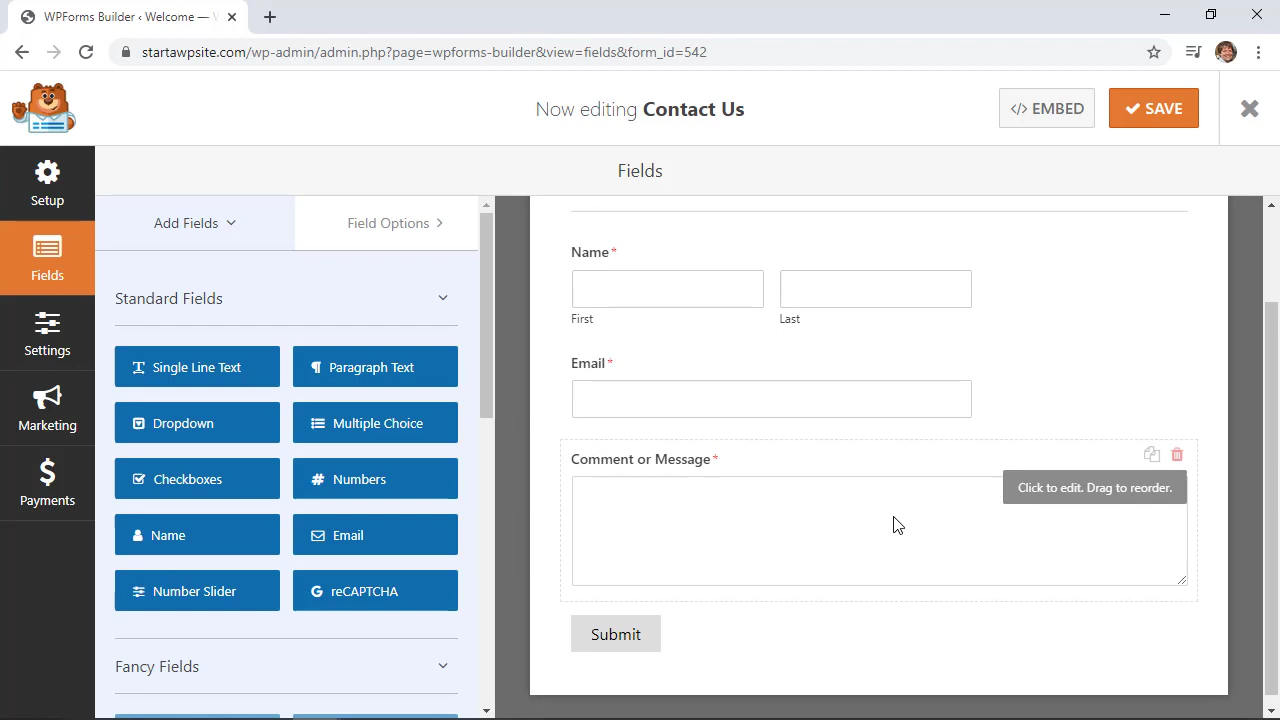 WPForms Builder ‹ Welcome — W
startawpsite.com/wp-admin/admin.php?page=wpforms-builder&view=fields&form_id=542
Now editing Contact Us
</> EMBED
SAVE
Setup
Fields
Settings
Marketing
Payments
Fields
Add Fields
Field Options
Standard Fields
Single Line Text
Paragraph Text
Dropdown
Multiple Choice
Checkboxes
Numbers
Name
Email
Number Slider
reCAPTCHA
Fancy Fields
Name*
First
Last
Email*
Comment or Message*
Click to edit. Drag to reorder.
Submit